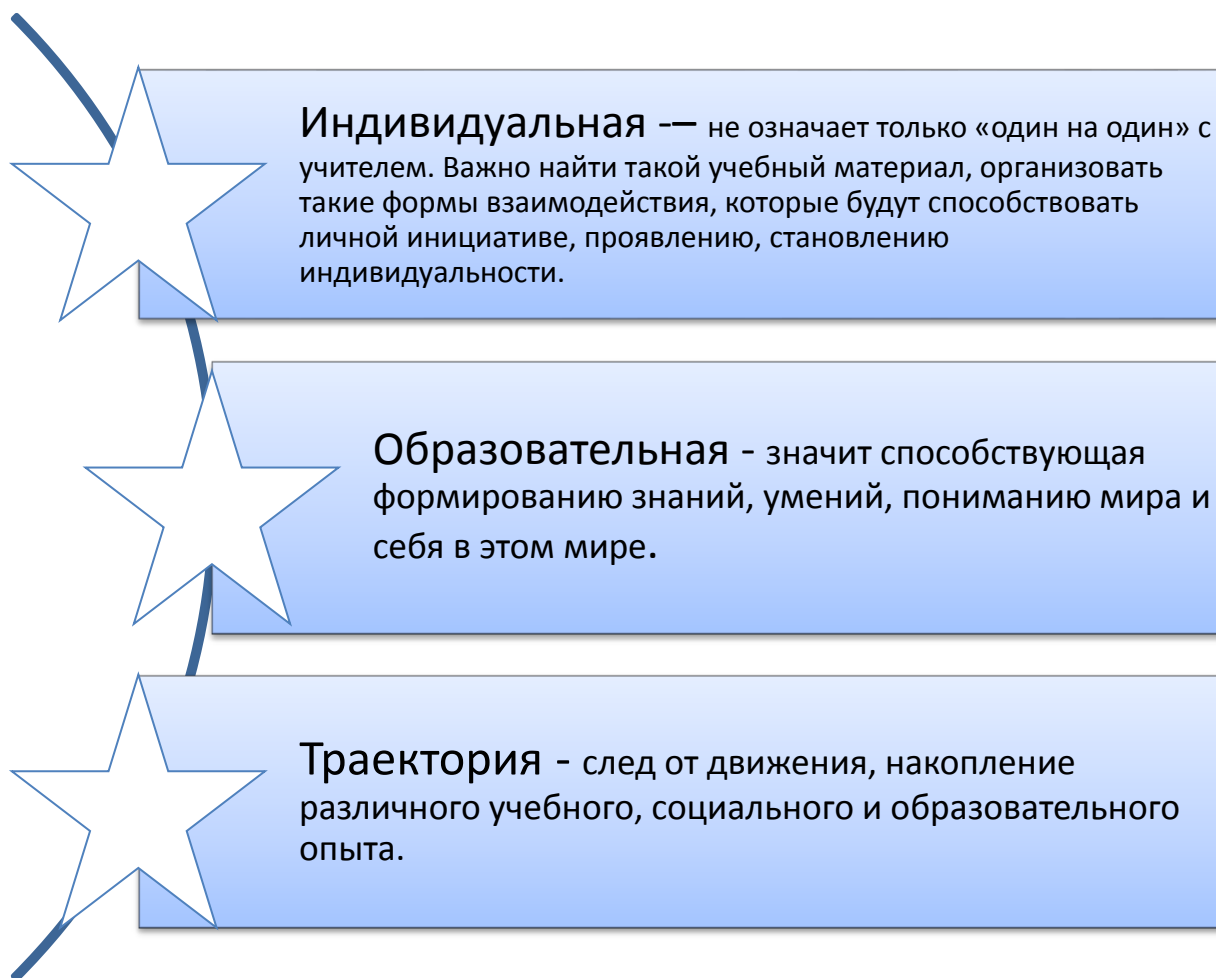 Индивидуальная -– не означает только «один на один» с
учителем. Важно найти такой учебный материал, организовать
такие формы взаимодействия, которые будут способствовать
личной инициативе, проявлению, становлению
индивидуальности.
Образовательная - значит способствующая
формированию знаний, умений, пониманию мира и
себя в этом мире.
Траектория - след от движения, накопление
различного учебного, социального и образовательного
опыта.